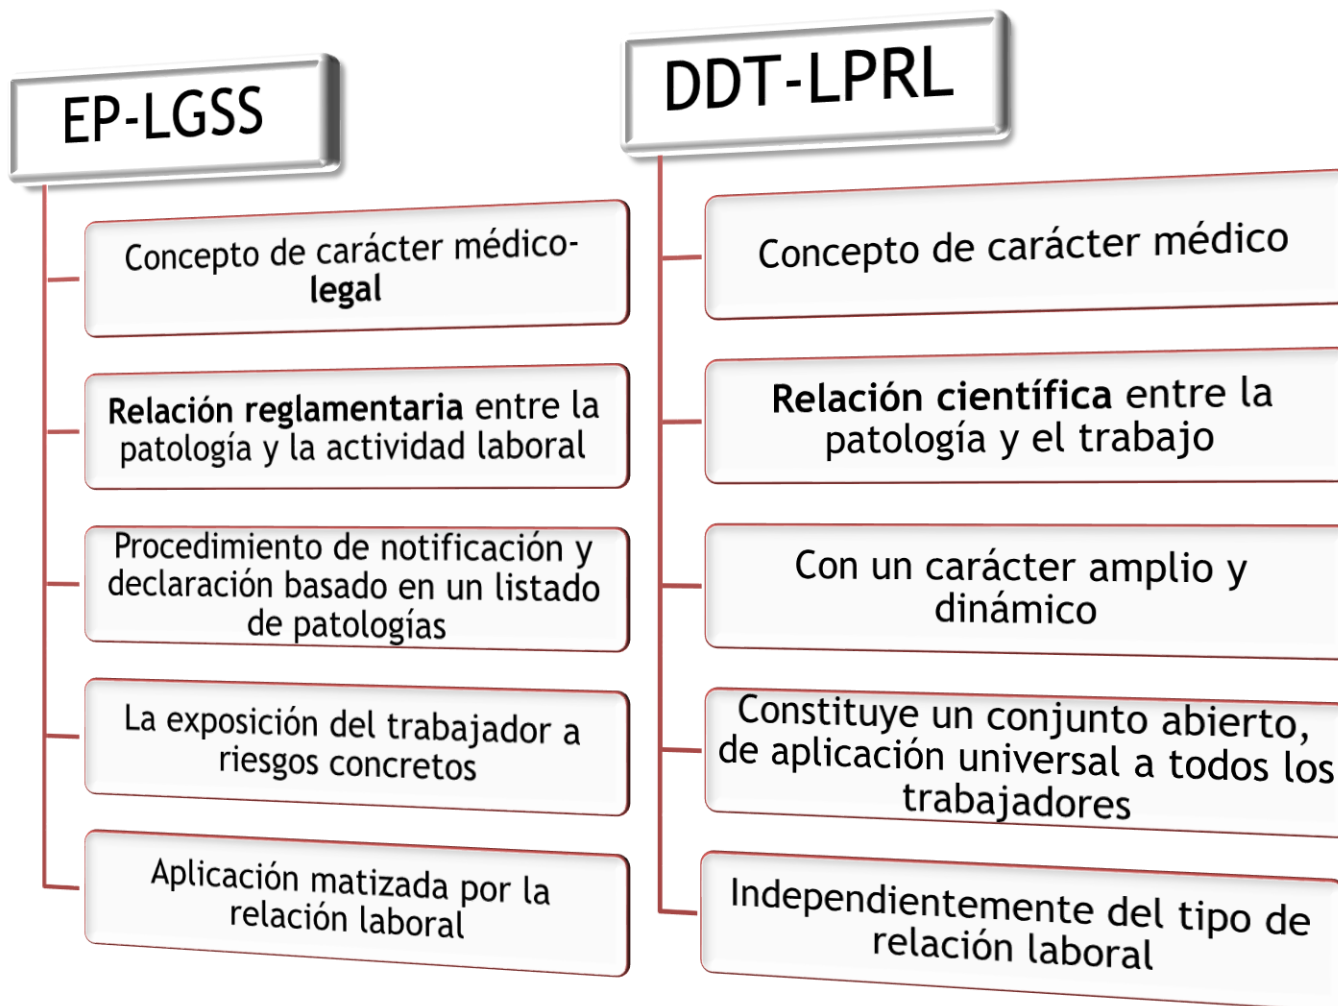 EP-LGSS
Concepto de carácter médico-
legal
Relación reglamentaria entre la
patología y la actividad laboral
Procedimiento de notificación y
declaración basado en un listado
de patologías
La exposición del trabajador a
riesgos concretos
Aplicación matizada por la
relación laboral
DDT-LPRL
Concepto de carácter médico
Relación científica entre la
patología y el trabajo
Con un carácter amplio y
dinámico
Constituye un conjunto abierto,
de aplicación universal a todos los
trabajadores
Independientemente del tipo de
relación laboral